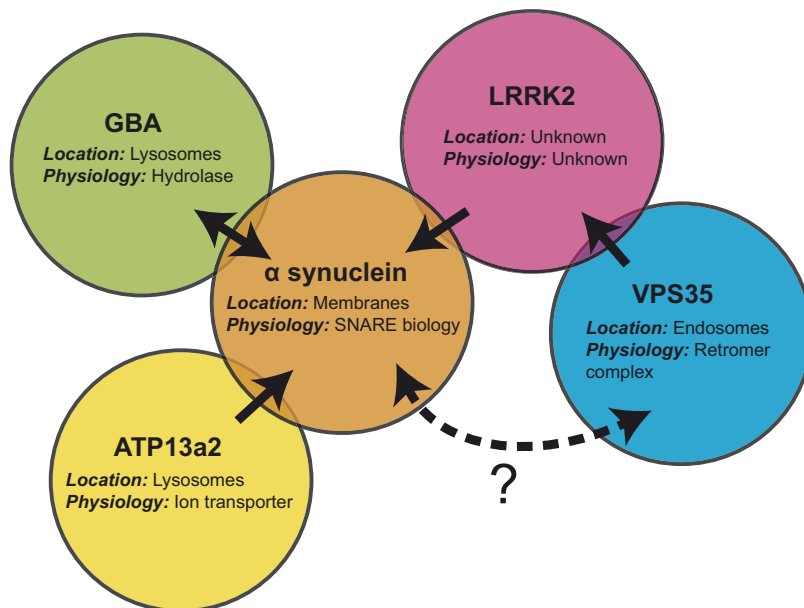 GBA
Location: Lysosomes
Physiology: Hydrolase
LRRK2
Location: Unknown
Physiology: Unknown
α synuclein
Location: Membranes
Physiology: SNARE biology
VPS35
Location: Endosomes
Physiology: Retromer
complex
ATP13a2
Location: Lysosomes
Physiology: Ion transporter
?